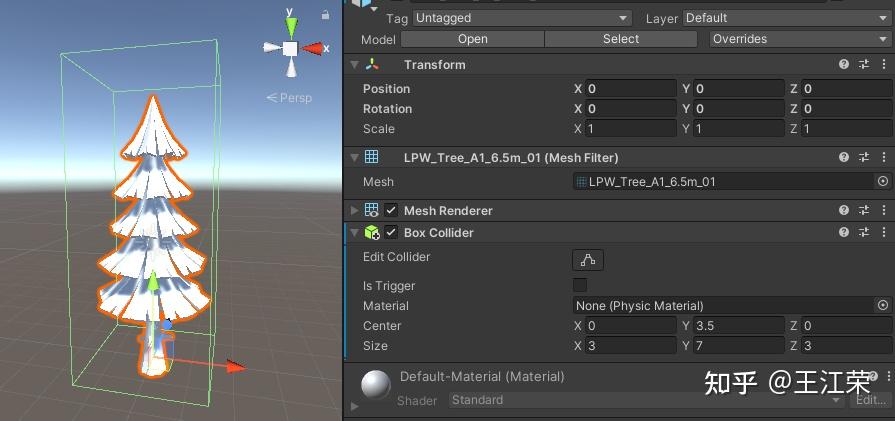 y
x
Persp
Tag Untagged Layer Default
Model Open Select Overrides
Transform
Position X 0 Y 0 Z 0
Rotation X 0 Y 0 Z 0
Scale X 1 Y 1 Z 1
LPW_Tree_A1_6.5m_01 (Mesh Filter)
Mesh LPW_Tree_A1_6.5m_01
Mesh Renderer
Box Collider
Edit Collider
Is Trigger
Material None (Physic Material)
Center X 0 Y 3.5 Z 0
Size X 3 Y 7 Z 3
Default-Material (Material)
Shader Standard Edit...
知乎 @王江荣